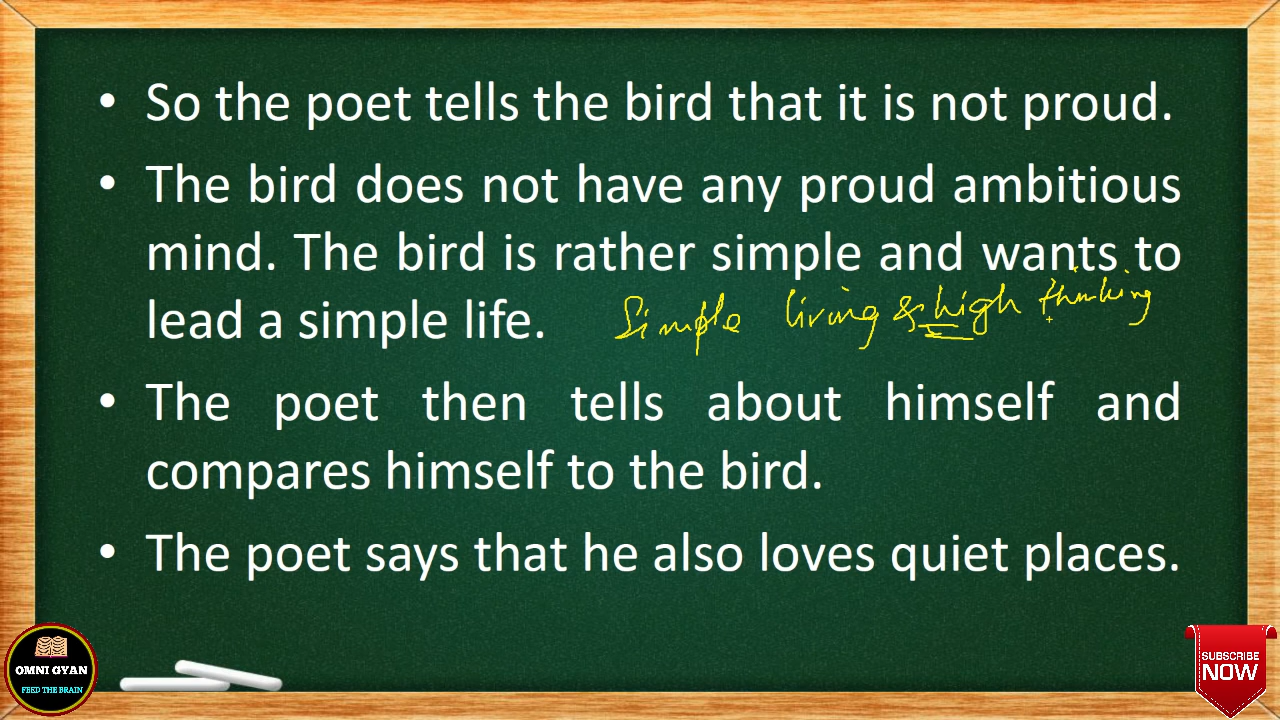 • So the poet tells the bird that it is not proud.
• The bird does not have any proud ambitious
mind. The bird is rather simple and wants to
lead a simple life. Simple living & high thinking
• The poet then tells about himself and
compares himself to the bird.
• The poet says that he also loves quiet places.
OMNI GYAN
FEED THE BRAIN
SUBSCRIBE
NOW